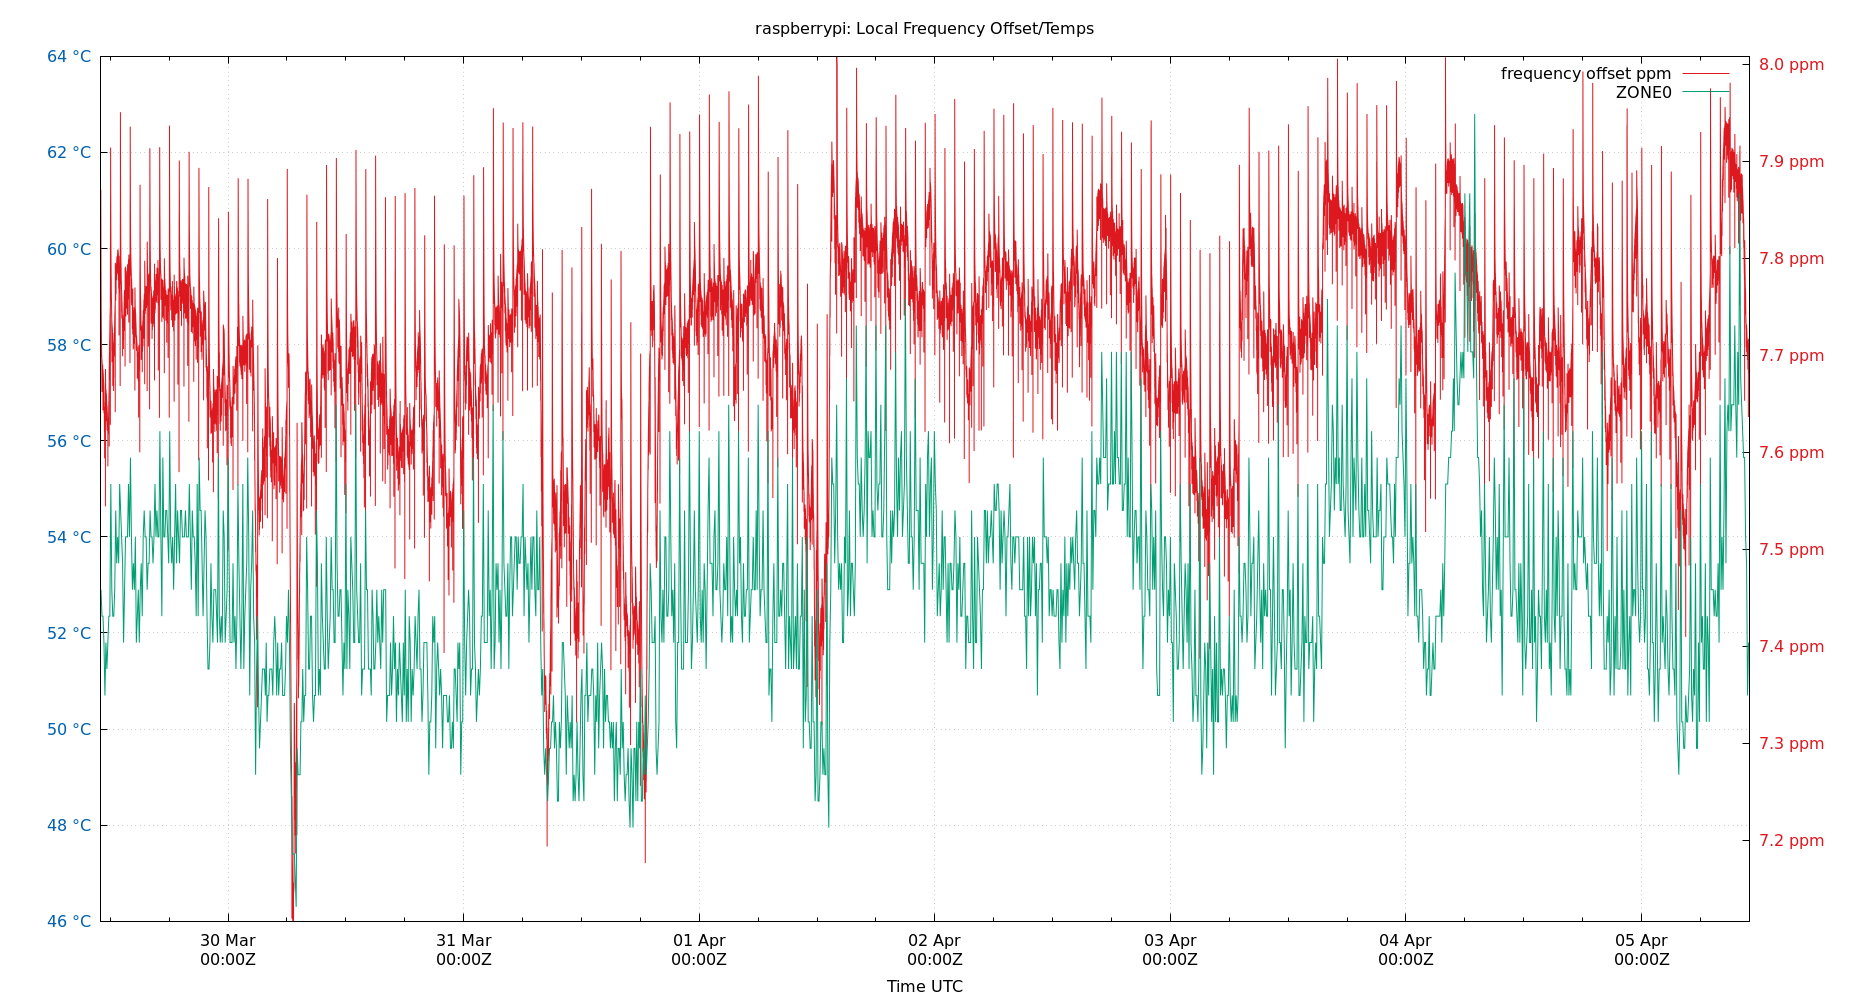 raspberrypi: Local Frequency Offset/Temps
64 °C
62 °C
60 °C
58 °C
56 °C
54 °C
52 °C
50 °C
48 °C
46 °C
frequency offset ppm
ZONE0
8.0 ppm
7.9 ppm
7.8 ppm
7.7 ppm
7.6 ppm
7.5 ppm
7.4 ppm
7.3 ppm
7.2 ppm
30 Mar
00:00Z
31 Mar
00:00Z
01 Apr
00:00Z
02 Apr
00:00Z
03 Apr
00:00Z
04 Apr
00:00Z
05 Apr
00:00Z
Time UTC